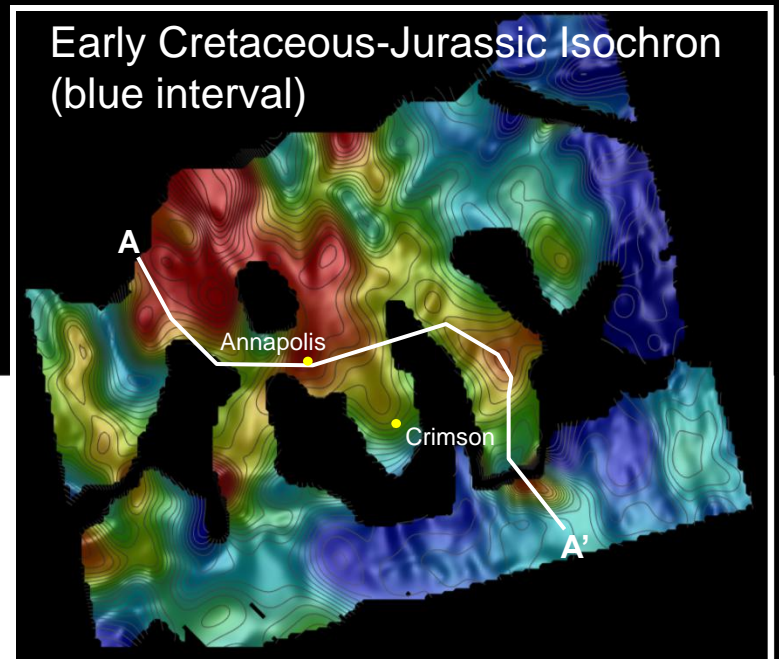 Early Cretaceous-Jurassic Isochron
(blue interval)
A
Annapolis
Crimson
A’